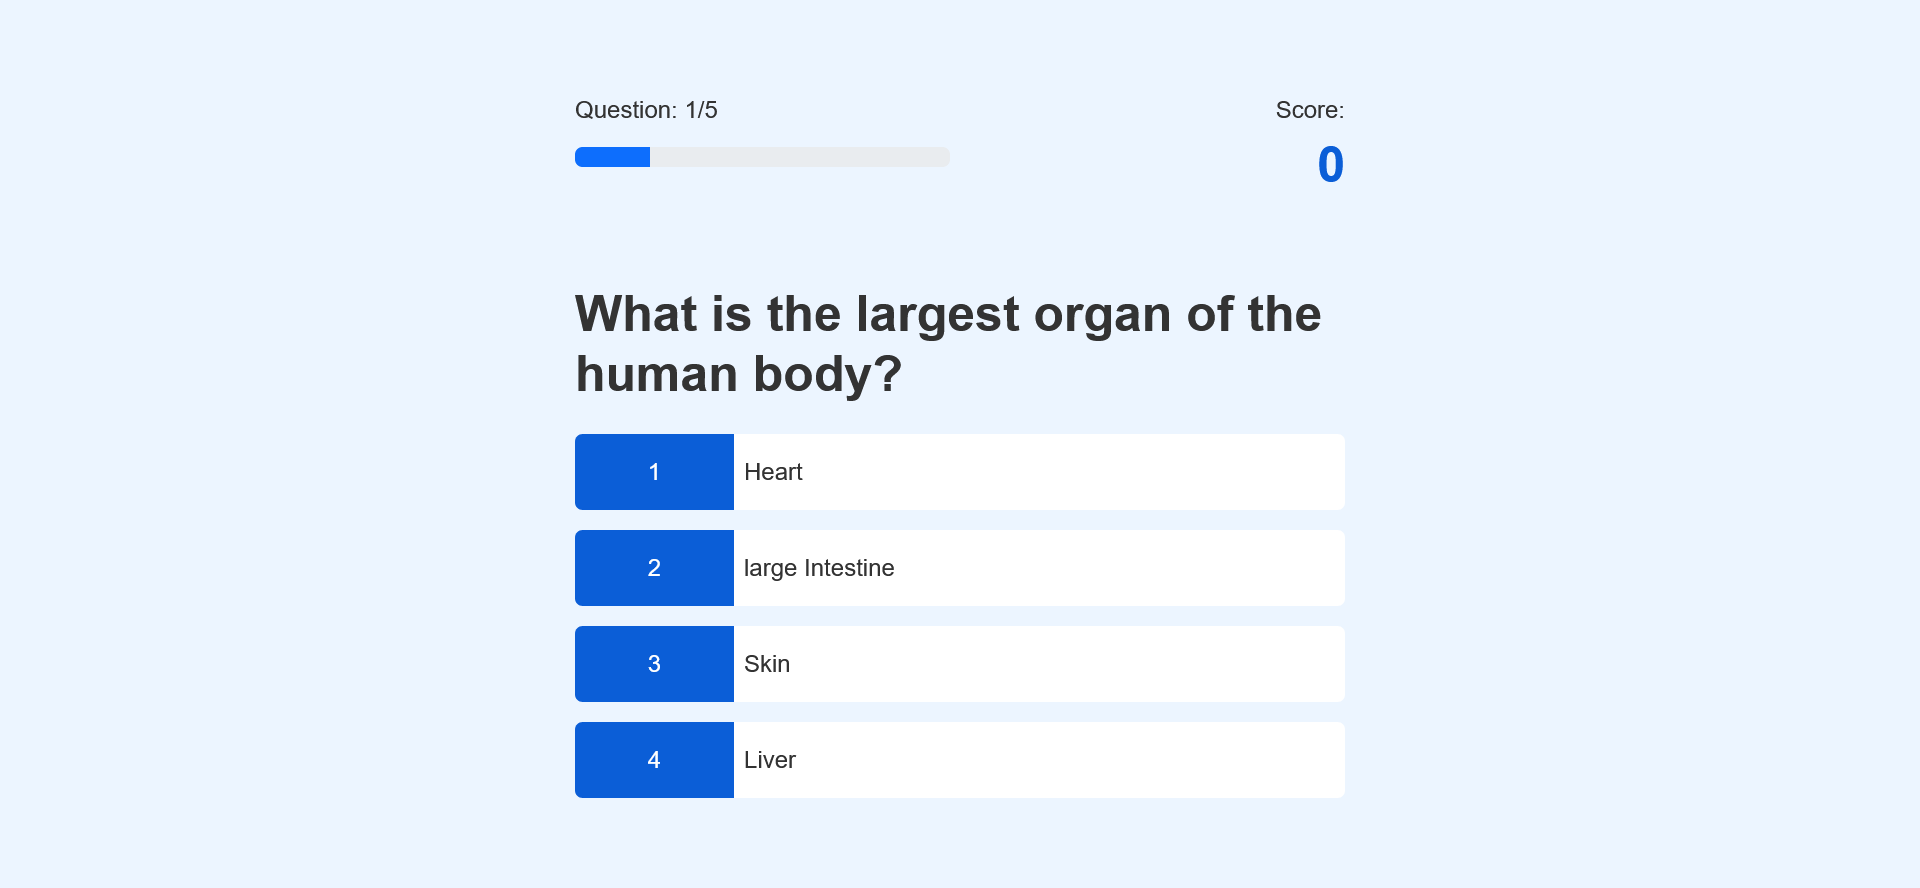 Question: 1/5
Score:
0
What is the largest organ of the
human body?
1 Heart
2 large Intestine
3 Skin
4 Liver